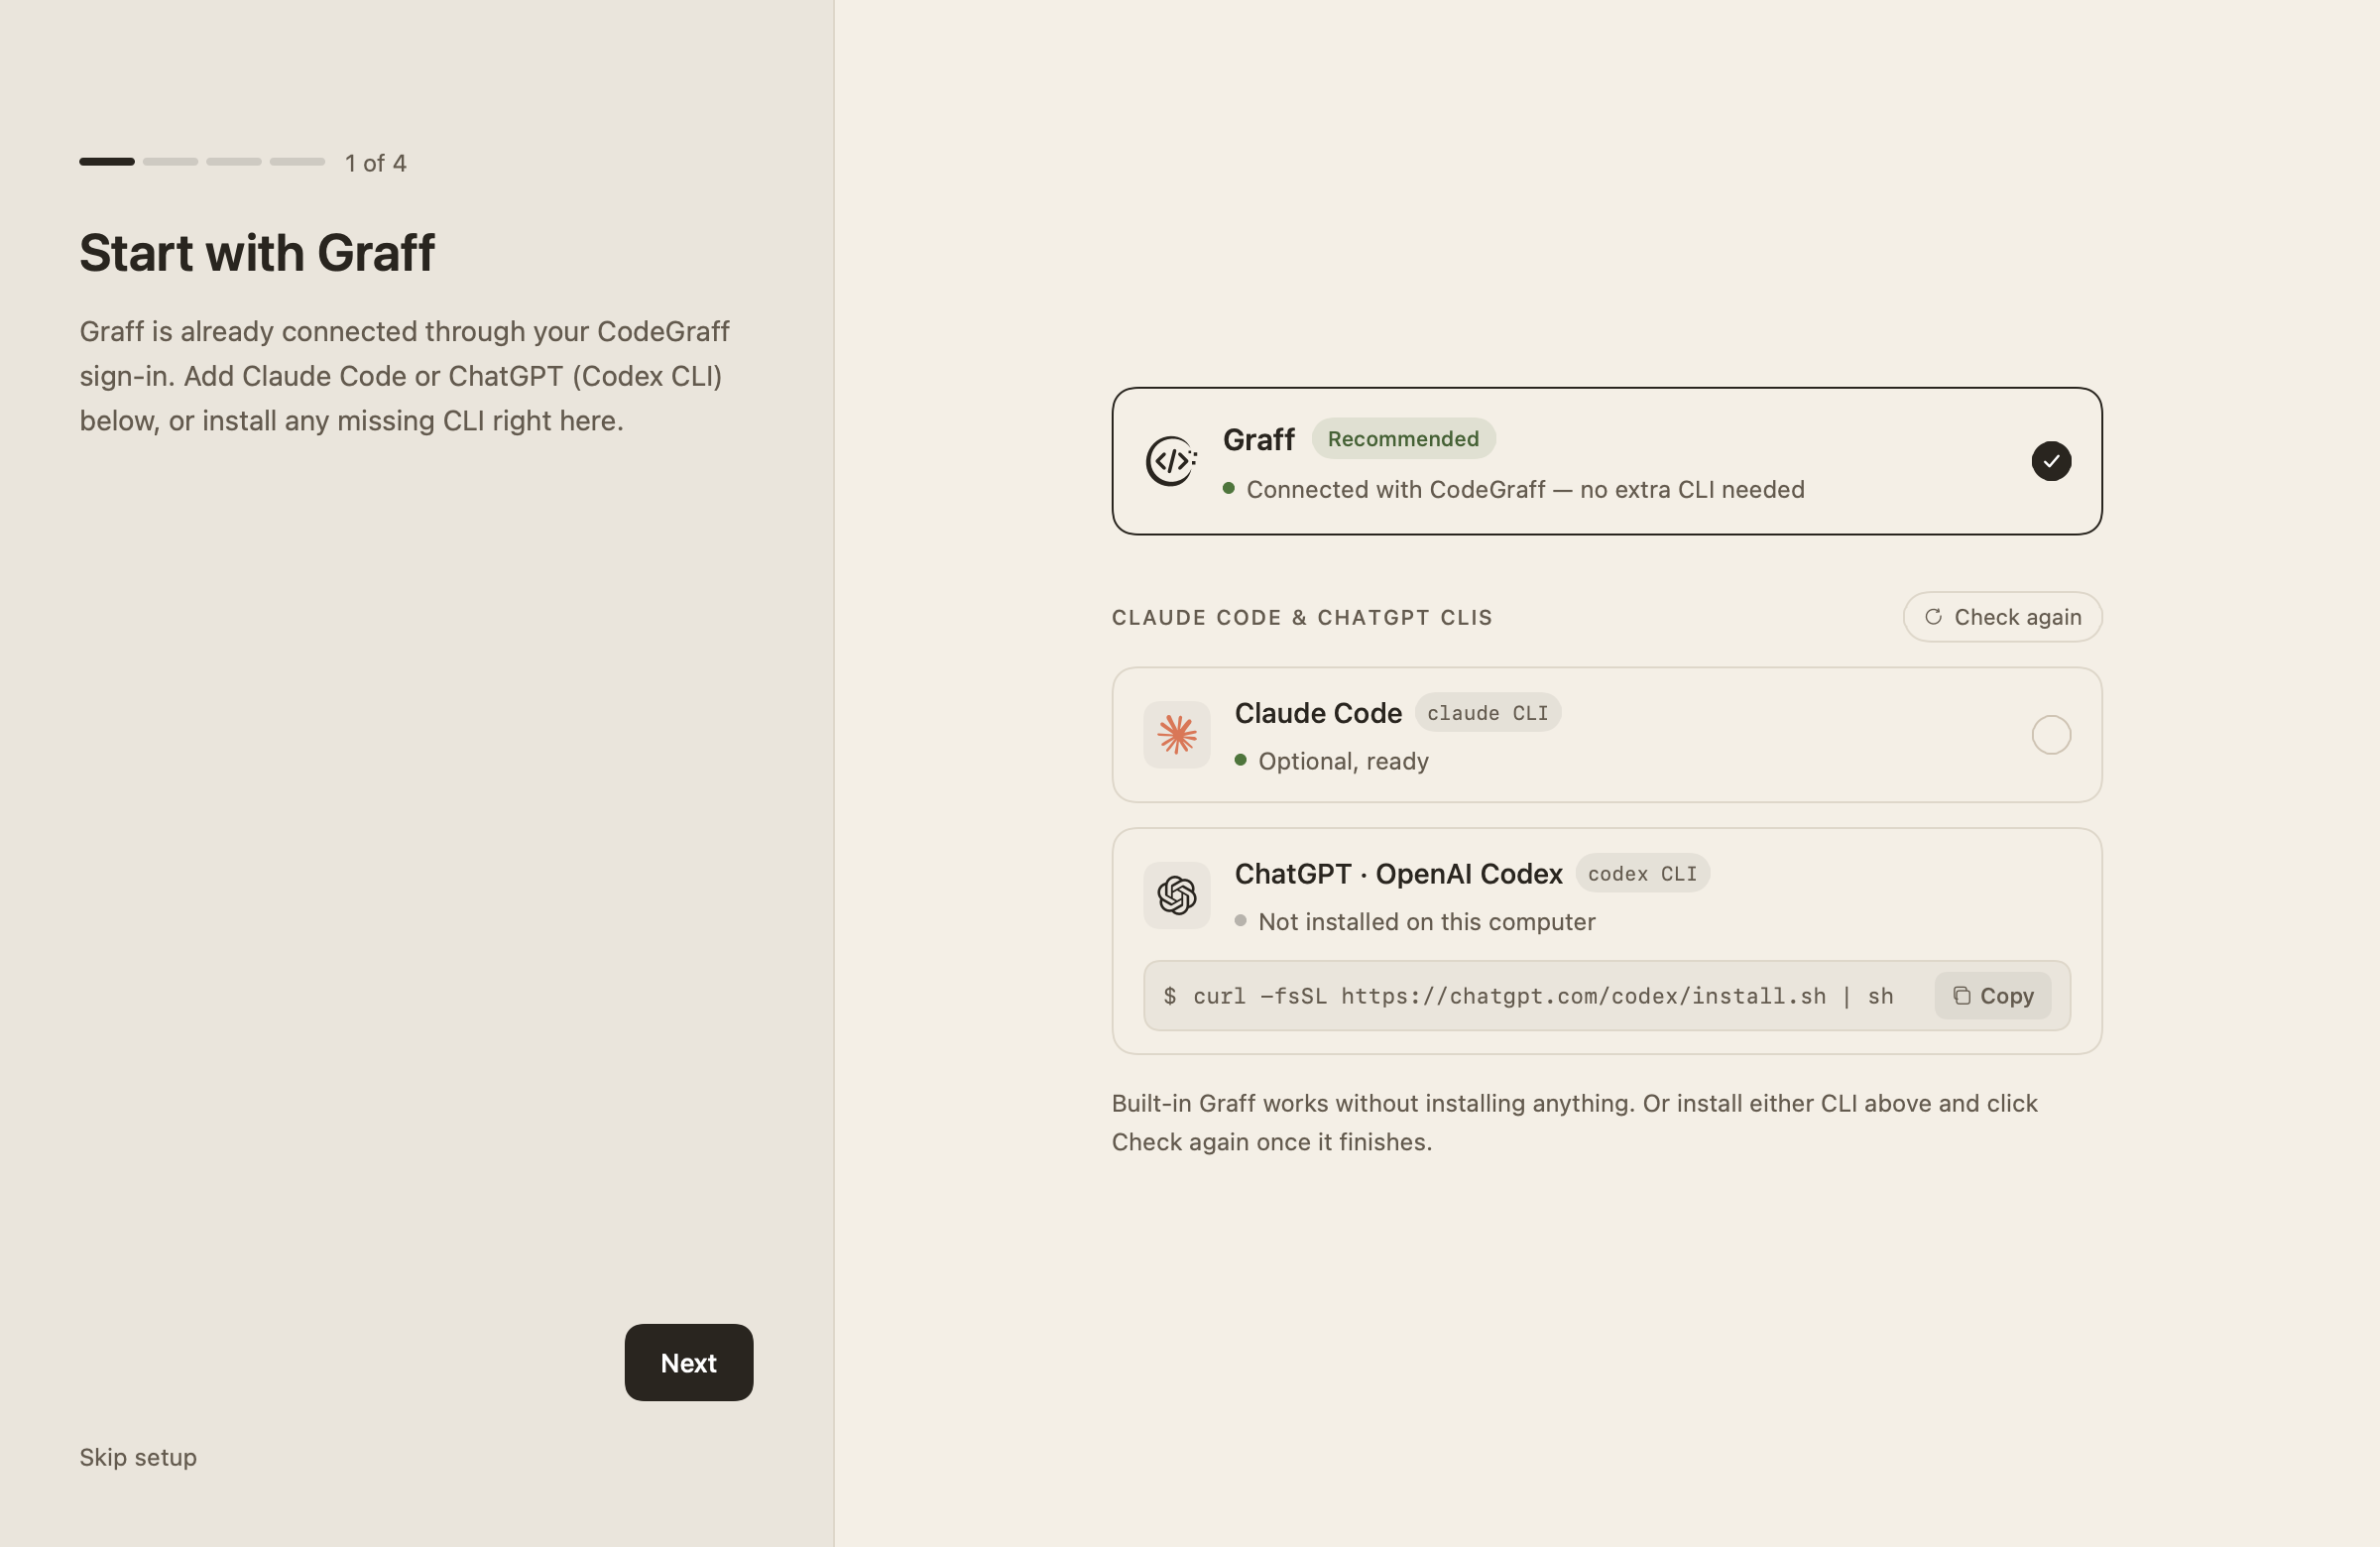 1 of 4
Start with Graff
Graff is already connected through your CodeGraff
sign-in. Add Claude Code or ChatGPT (Codex CLI)
below, or install any missing CLI right here.
Next
Skip setup
Graff Recommended
Connected with CodeGraff — no extra CLI needed
CLAUDE CODE & CHATGPT CLIS Check again
Claude Code claude CLI
Optional, ready
ChatGPT · OpenAI Codex codex CLI
Not installed on this computer
$ curl -fsSL https://chatgpt.com/codex/install.sh | sh Copy
Built-in Graff works without installing anything. Or install either CLI above and click
Check again once it finishes.